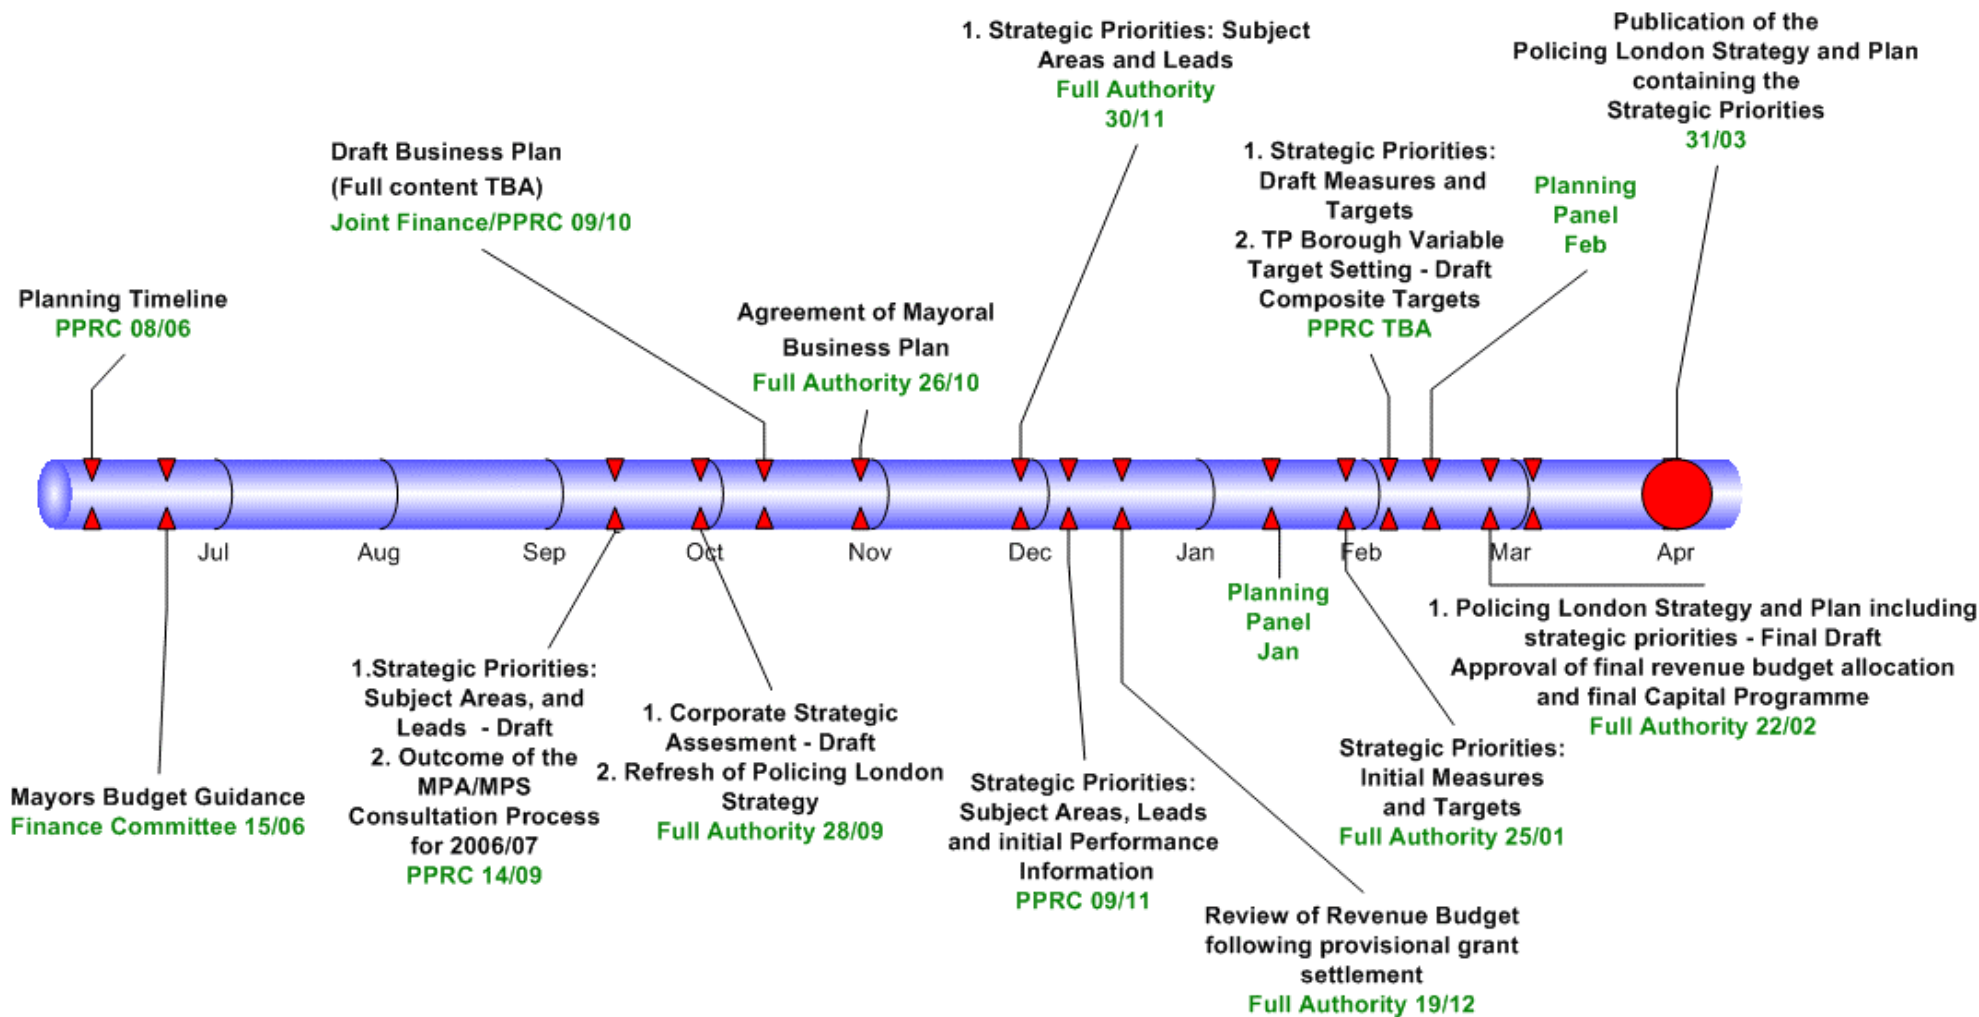 Planning Timeline
PPRC 08/06
Draft Business Plan
(Full content TBA)
Joint Finance/PPRC 09/10
Agreement of Mayoral
Business Plan
Full Authority 26/10
1. Strategic Priorities: Subject
Areas and Leads
Full Authority
30/11
1. Strategic Priorities:
Draft Measures and
Targets
2. TP Borough Variable
Target Setting - Draft
Composite Targets
PPRC TBA
Planning
Panel
Feb
Publication of the
Policing London Strategy and Plan
containing the
Strategic Priorities
31/03
Jul
Aug
Sep
Oct
Nov
Dec
Jan
Feb
Mar
Apr
Mayors Budget Guidance
Finance Committee 15/06
1.Strategic Priorities:
Subject Areas, and
Leads - Draft
2. Outcome of the
MPA/MPS
Consultation Process
for 2006/07
PPRC 14/09
1. Corporate Strategic
Assesment - Draft
2. Refresh of Policing London
Strategy
Full Authority 28/09
Strategic Priorities:
Subject Areas, Leads
and initial Performance
Information
PPRC 09/11
Review of Revenue Budget
following provisional grant
settlement
Full Authority 19/12
Planning
Panel
Jan
Strategic Priorities:
Initial Measures
and Targets
Full Authority 25/01
1. Policing London Strategy and Plan including
strategic priorities - Final Draft
Approval of final revenue budget allocation
and final Capital Programme
Full Authority 22/02